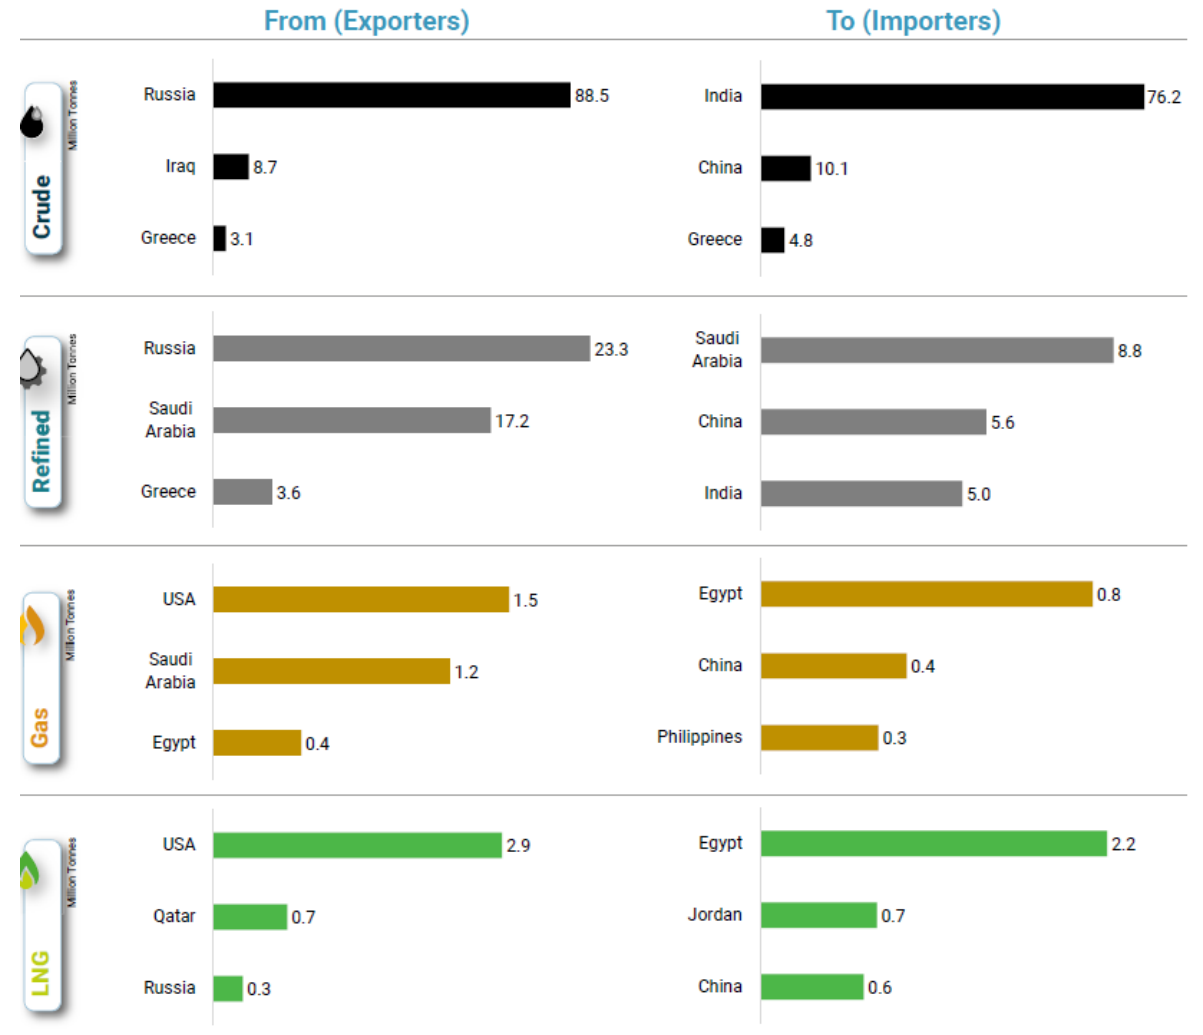 From (Exporters)
To (Importers)
Crude
Million Tonnes
Russia 88.5
Iraq 8.7
Greece 3.1
India 76.2
China 10.1
Greece 4.8
Refined
Million Tonnes
Russia 23.3
Saudi
Arabia 17.2
Greece 3.6
Saudi
Arabia 8.8
China 5.6
India 5.0
Gas
Million Tonnes
USA 1.5
Saudi
Arabia 1.2
Egypt 0.4
Egypt 0.8
China 0.4
Philippines 0.3
LNG
Million Tonnes
USA 2.9
Qatar 0.7
Russia 0.3
Egypt 2.2
Jordan 0.7
China 0.6